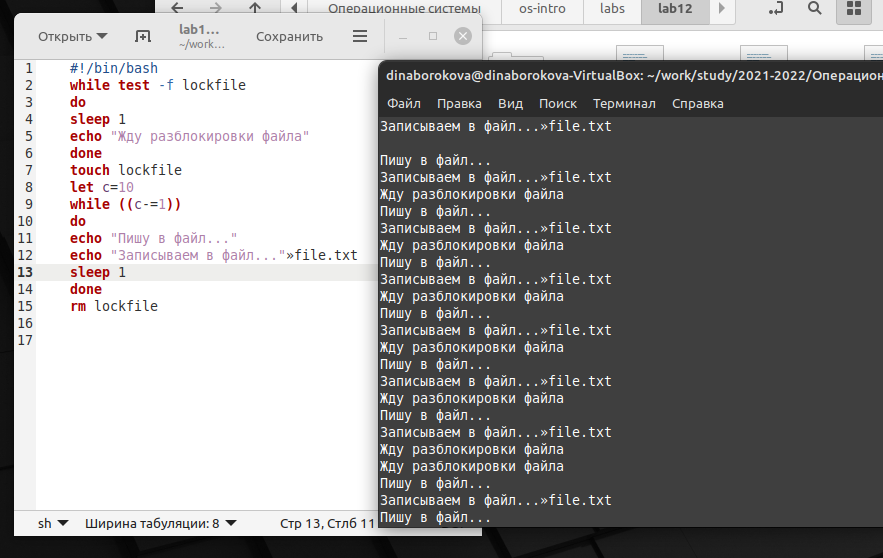 Операционные системы
os-intro
labs
lab12
Открыть
lab1...
~/work...
Сохранить
1 #!/bin/bash
2 while test -f lockfile
3 do
4 sleep 1
5 echo "Жду разблокировки файла"
6 done
7 touch lockfile
8 let c=10
9 while ((c-=1))
10 do
11 echo "Пишу в файл..."
12 echo "Записываем в файл..."»file.txt
13 sleep 1
14 done
15 rm lockfile
16
17
sh
Ширина табуляции: 8
Стр 13, Стлб 11
dinaborokova@dinaborokova-VirtualBox: ~/work/study/2021-2022/Операцион
Файл Правка Вид Поиск Терминал Справка
Записываем в файл...»file.txt
Пишу в файл...
Записываем в файл...»file.txt
Жду разблокировки файла
Пишу в файл...
Записываем в файл...»file.txt
Жду разблокировки файла
Пишу в файл...
Записываем в файл...»file.txt
Жду разблокировки файла
Пишу в файл...
Записываем в файл...»file.txt
Жду разблокировки файла
Пишу в файл...
Записываем в файл...»file.txt
Жду разблокировки файла
Пишу в файл...
Записываем в файл...»file.txt
Жду разблокировки файла
Жду разблокировки файла
Пишу в файл...
Записываем в файл...»file.txt
Пишу в файл...